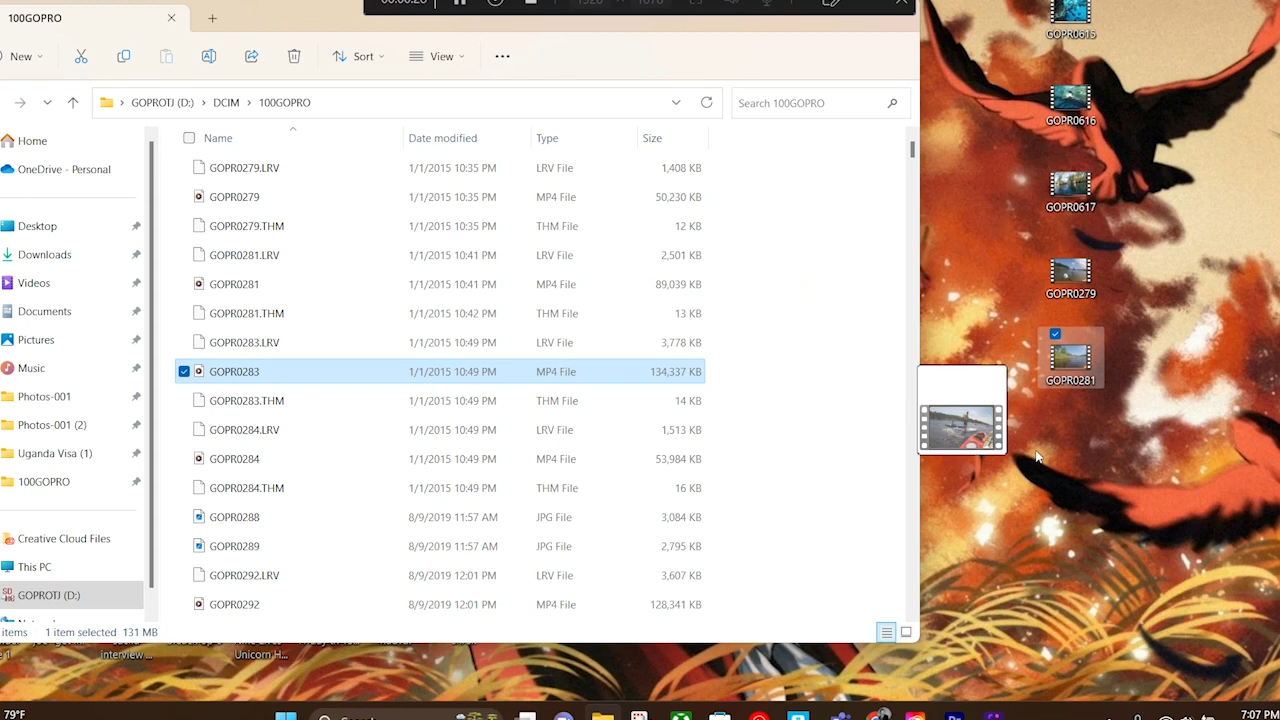 100GOPRO
New
Sort
View
GOPROTJ (D:) DCIM 100GOPRO
Search 100GOPRO
Name Date modified Type Size
Home
OneDrive - Personal
Desktop
Downloads
Videos
Documents
Pictures
Music
Photos-001
Photos-001 (2)
Uganda Visa (1)
100GOPRO
Creative Cloud Files
This PC
GOPROTJ (D:)
GOPR0279.LRV 1/1/2015 10:35 PM LRV File 1,408 KB
GOPR0279 1/1/2015 10:35 PM MP4 File 50,230 KB
GOPR0279.THM 1/1/2015 10:35 PM THM File 12 KB
GOPR0281.LRV 1/1/2015 10:41 PM LRV File 2,501 KB
GOPR0281 1/1/2015 10:41 PM MP4 File 89,039 KB
GOPR0281.THM 1/1/2015 10:42 PM THM File 13 KB
GOPR0283.LRV 1/1/2015 10:49 PM LRV File 3,778 KB
GOPR0283 1/1/2015 10:49 PM MP4 File 134,337 KB
GOPR0283.THM 1/1/2015 10:49 PM THM File 14 KB
GOPR0284.LRV 1/1/2015 10:49 PM LRV File 1,513 KB
GOPR0284 1/1/2015 10:49 PM MP4 File 53,984 KB
GOPR0284.THM 1/1/2015 10:49 PM THM File 16 KB
GOPR0288 8/9/2019 11:57 AM JPG File 3,084 KB
GOPR0289 8/9/2019 11:57 AM JPG File 2,795 KB
GOPR0292.LRV 8/9/2019 12:01 PM LRV File 3,607 KB
GOPR0292 8/9/2019 12:01 PM MP4 File 128,341 KB
items 1 item selected 131 MB
GOPR0615
GOPR0616
GOPR0617
GOPR0279
GOPR0281
interview ...
Unicorn,H...
79°F
7:07 PM